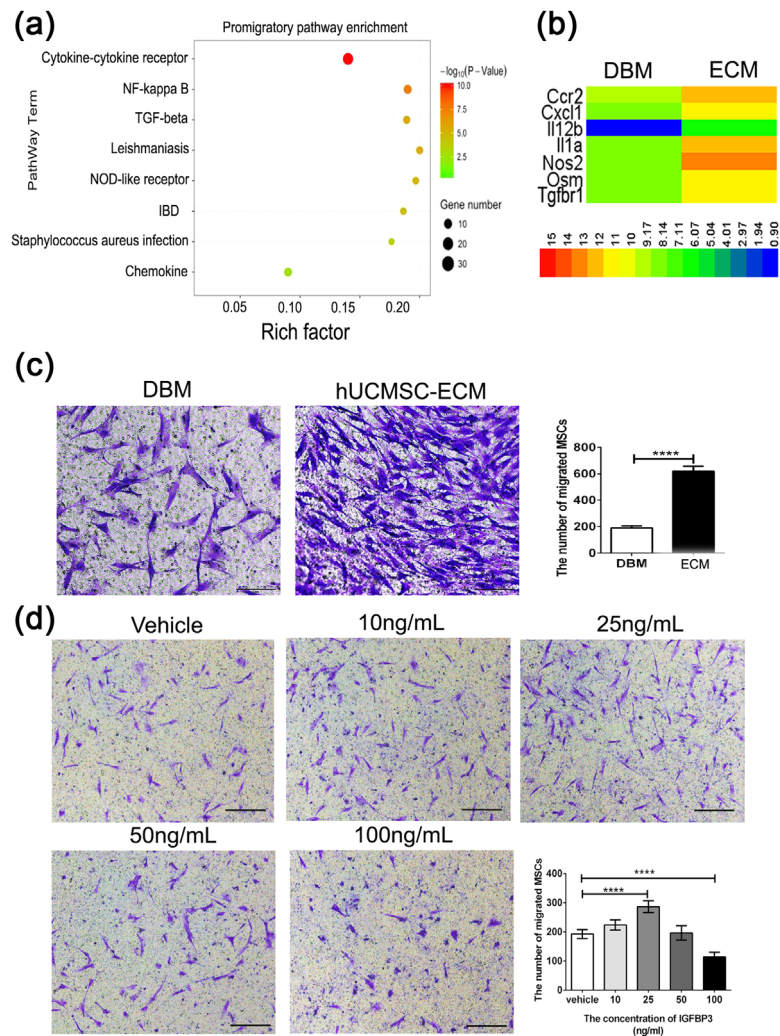 (a)
Promigratory pathway enrichment
PathWay Term
Cytokine-cytokine receptor
NF-kappa B
TGF-beta
Leishmaniasis
NOD-like receptor
IBD
Staphylococcus aureus infection
Chemokine
0.05 0.10 0.15 0.20
Rich factor
−log10(P−Value)
10.0
7.5
5.0
2.5
Gene number
10
20
30
(b)
DBM ECM
Ccr2
Cxcl1
Il12b
Il1a
Nos2
Osm
Tgfbr1
15 14 13 12 11 10 9.17 8.14 7.11 6.07 5.04 4.01 2.97 1.94 0.90
(c)
DBM hUCMSC-ECM
The number of migrated MSCs
800
600
400
200
0
****
DBM ECM
(d)
Vehicle 10ng/mL 25ng/mL
50ng/mL 100ng/mL
The number of migrated MSCs
400
300
200
100
0
****
****
vehicle 10 25 50 100
The concentration of IGFBP3
(ng/ml)